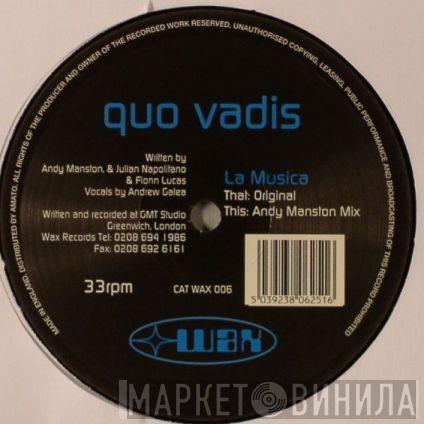 MADE IN ENGLAND. DISTRIBUTED BY AMATO. ALL RIGHTS OF THE PRODUCER AND OWNER OF THE RECORDED WORK RESERVED, UNAUTHORISED COPYING, LEASING, PUBLIC PERFORMANCE AND BROADCASTING OF THIS RECORD PROHIBITED
quo vadis
Written by
Andy Manston, & Julian Napolitano
& Fionn Lucas
Vocals by Andrew Galea
Written and recorded at GMT Studio
Greenwich, London
Wax Records Tel: 0208 694 1986
Fax: 0208 692 6161
La Musica
That: Original
This: Andy Manston Mix
33rpm
CAT WAX 006
5 039238 062516
wax
МАРКЕТ ВИНИЛА